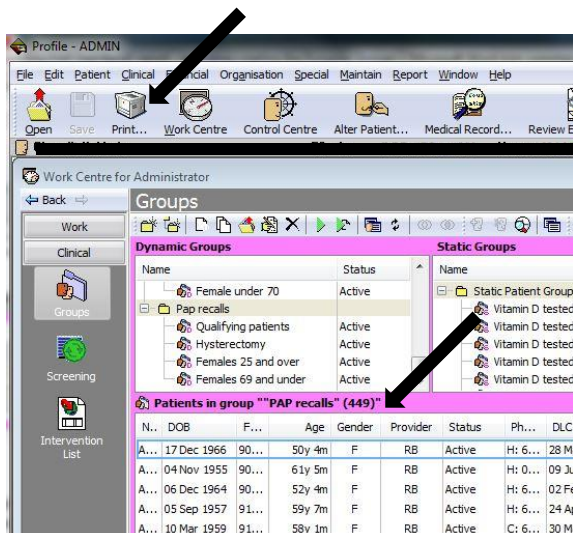 Profile - ADMIN
File Edit Patient Clinical Organisation Special Maintain Report Window Help
Open Save Print... Work Centre Control Centre Alter Patient... Medical Record... Review
Work Centre for Administrator
Back
Groups
Work
Clinical
Groups
Screening
Intervention List
Dynamic Groups Static Groups
Name Status Name
Female under 70 Active Static Patient Group
Pap recalls Vitamin D tested
Qualifying patients Active Vitamin D tested
Hysterectomy Active Vitamin D tested
Females 25 and over Active Vitamin D tested
Females 69 and under Active Vitamin D tested
Patients in group ""PAP recalls" (449)"
N.. DOB F... Age Gender Provider Status Ph... DLC
A... 17 Dec 1966 90... 50y 4m F RB Active H: 6... 28 M
A... 04 Nov 1955 90... 61y 5m F RB Active H: 0... 09 Ju
A... 06 Dec 1964 90... 52y 4m F RB Active H: 6... 02 Fe
A... 05 Sep 1957 91... 59y 7m F RB Active H: 6... 24 Ap
A... 10 Mar 1959 91... 58y 1m F RB Active C: 6... 30 M